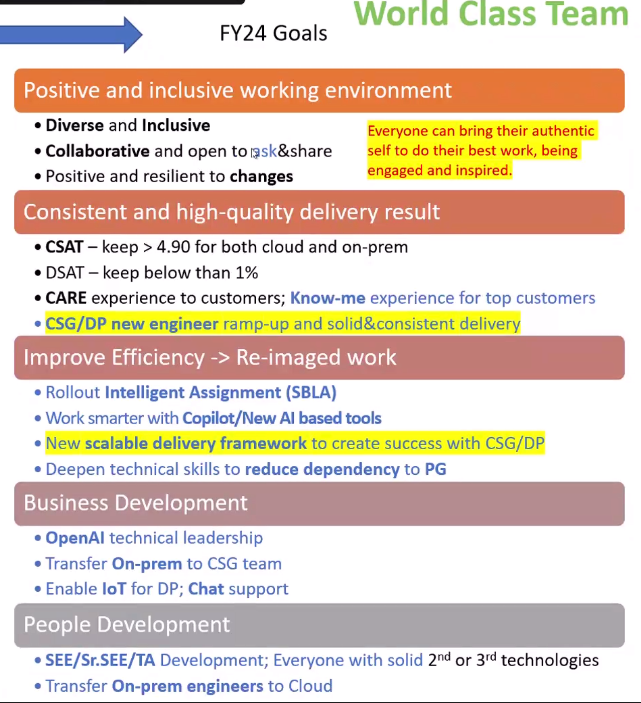 World Class Team
FY24 Goals
Positive and inclusive working environment
• Diverse and Inclusive
• Collaborative and open to ask&share
• Positive and resilient to changes
Everyone can bring their authentic
self to do their best work, being
engaged and inspired.
Consistent and high-quality delivery result
• CSAT – keep > 4.90 for both cloud and on-prem
• DSAT – keep below than 1%
• CARE experience to customers; Know-me experience for top customers
• CSG/DP new engineer ramp-up and solid&consistent delivery
Improve Efficiency -> Re-imaged work
• Rollout Intelligent Assignment (SBLA)
• Work smarter with Copilot/New AI based tools
• New scalable delivery framework to create success with CSG/DP
• Deepen technical skills to reduce dependency to PG
Business Development
• OpenAI technical leadership
• Transfer On-prem to CSG team
• Enable IoT for DP; Chat support
People Development
• SEE/Sr.SEE/TA Development; Everyone with solid 2nd or 3rd technologies
• Transfer On-prem engineers to Cloud